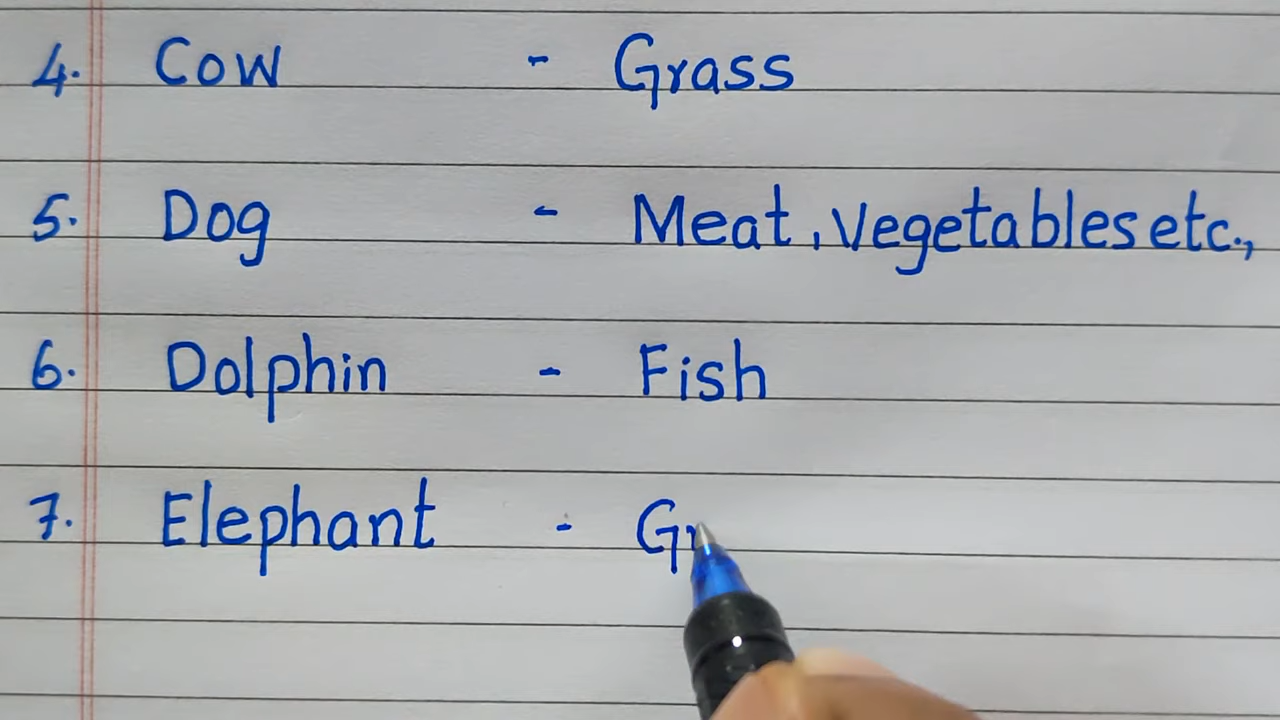 4. Cow - Grass
5. Dog - Meat, Vegetables etc.,
6. Dolphin - Fish
7. Elephant - Gr